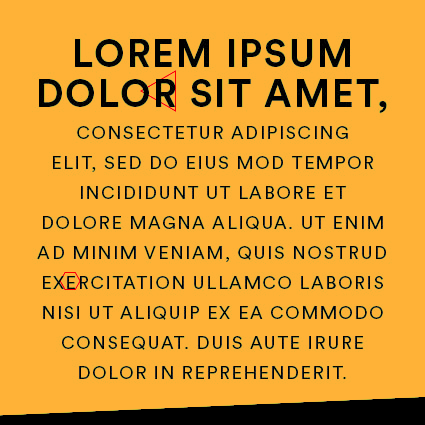 LOREM IPSUM
DOLOR SIT AMET,
CONSECTETUR ADIPISCING
ELIT, SED DO EIUS MOD TEMPOR
INCIDIDUNT UT LABORE ET
DOLORE MAGNA ALIQUA. UT ENIM
AD MINIM VENIAM, QUIS NOSTRUD
EXERCITATION ULLAMCO LABORIS
NISI UT ALIQUIP EX EA COMMODO
CONSEQUAT. DUIS AUTE IRURE
DOLOR IN REPREHENDERIT.